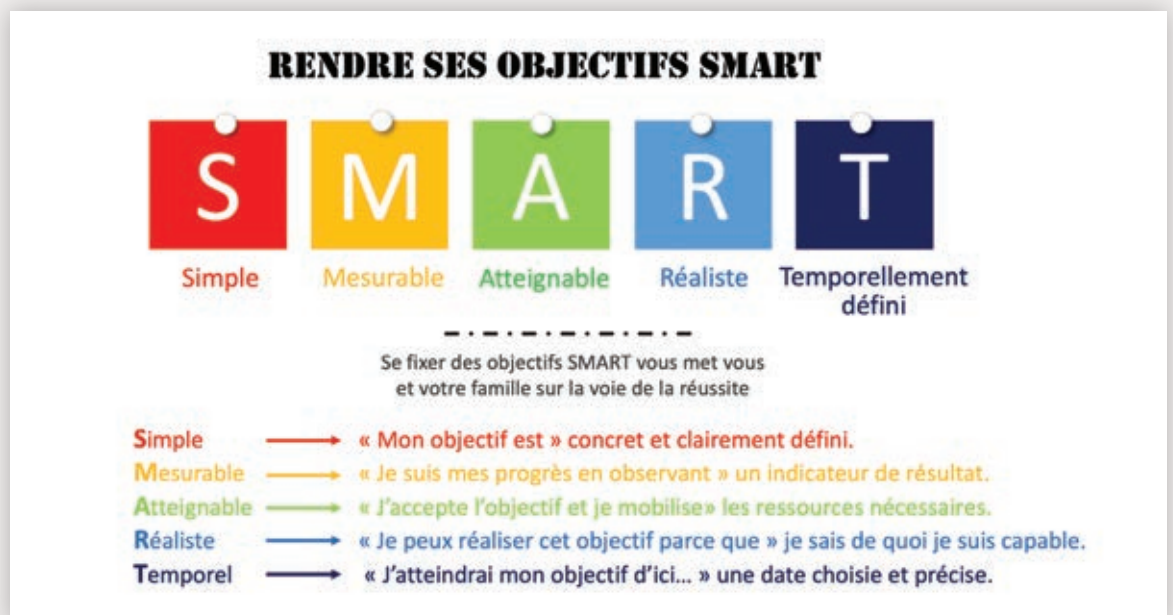 RENDRE SES OBJECTIFS SMART
S M A R T
Simple Mesurable Atteignable Réaliste Temporellement
défini
Se fixer des objectifs SMART vous met vous
et votre famille sur la voie de la réussite
Simple « Mon objectif est » concret et clairement défini.
Mesurable « Je suis mes progrès en observant » un indicateur de résultat.
Atteignable « J'accepte l'objectif et je mobilise» les ressources nécessaires.
Réaliste « Je peux réaliser cet objectif parce que » je sais de quoi je suis capable.
Temporel « J'atteindrai mon objectif d'ici... » une date choisie et précise.